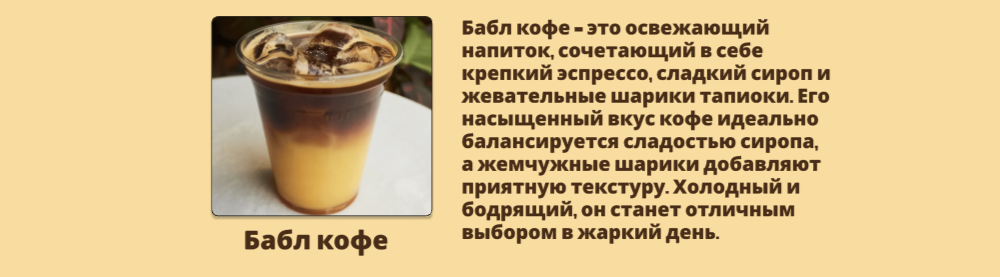 Бабл кофе - это освежающий
напиток, сочетающий в себе
крепкий эспрессо, сладкий сироп и
жевательные шарики тапиоки. Его
насыщенный вкус кофе идеально
балансируется сладостью сиропа,
а жемчужные шарики добавляют
приятную текстуру. Холодный и
бодрящий, он станет отличным
выбором в жаркий день.
Бабл кофе